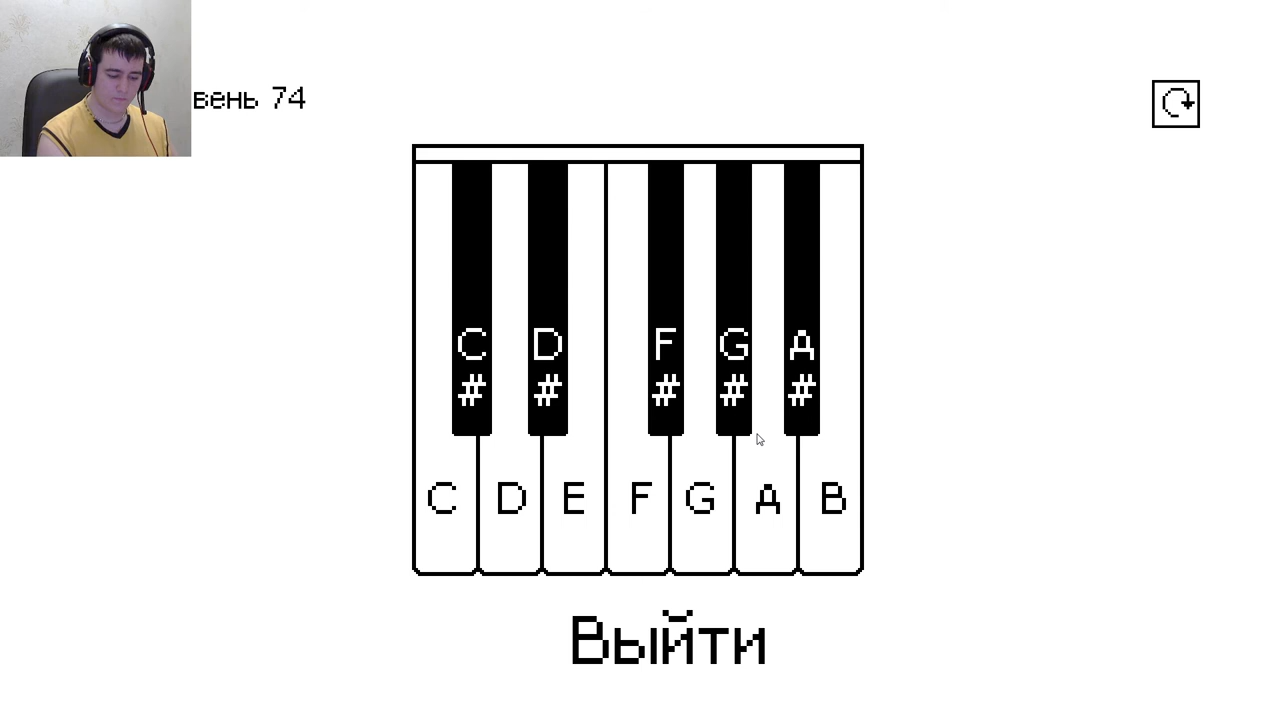 вень 74
C D F G A
# # # # #
C D E F G A B
Выйти